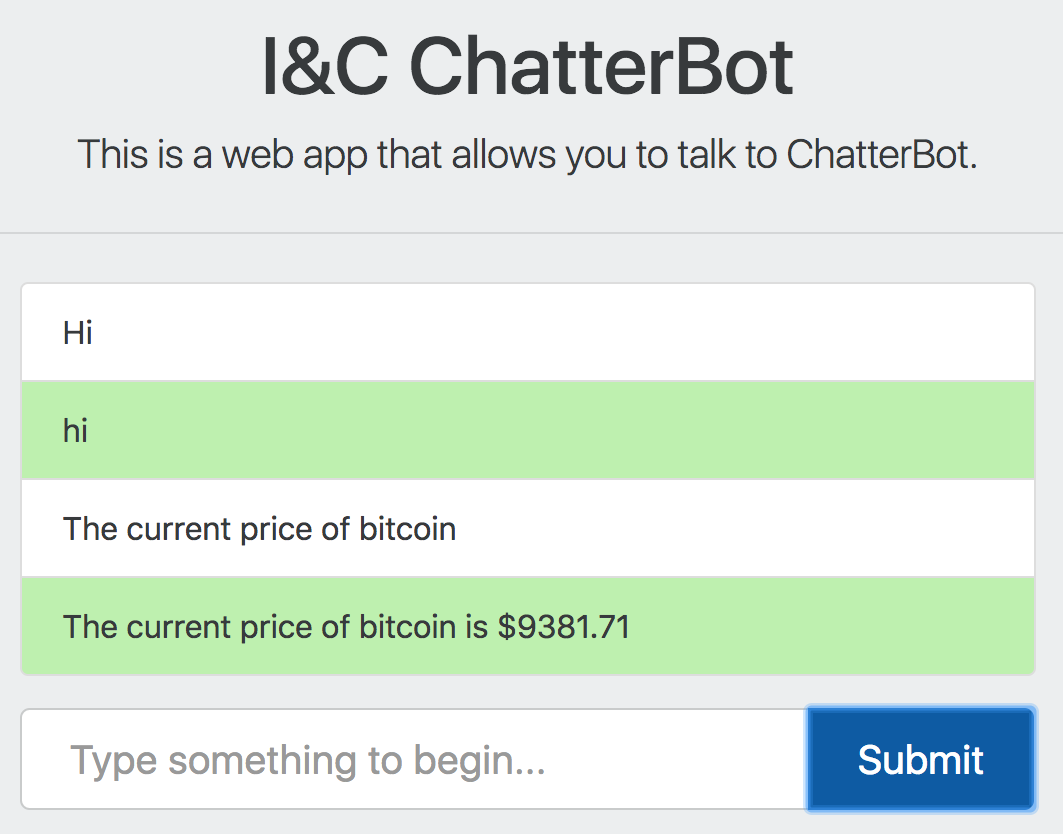 I&C ChatterBot
This is a web app that allows you to talk to ChatterBot.
Hi
hi
The current price of bitcoin
The current price of bitcoin is $9381.71
Type something to begin...
Submit